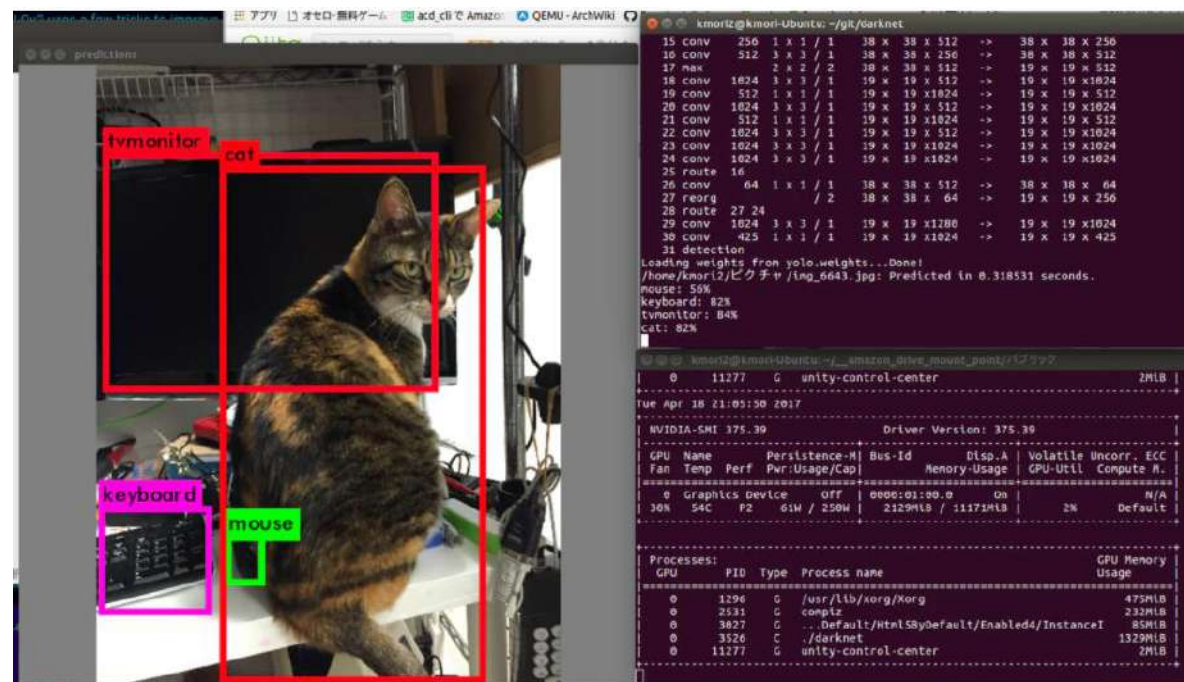 アプリ オセロ-無料ゲーム acd_cli で Amazo QEMU - ArchWiki
predictions
tvmonitor
cat
keyboard
mouse
kmori2@kmori-Ubuntu: ~/git/darknet
15 conv 256 1 x 1 / 1 38 x 38 x 512 -> 38 x 38 x 256
16 conv 512 3 x 3 / 1 38 x 38 x 256 -> 38 x 38 x 512
17 max 2 x 2 / 2 38 x 38 x 512 -> 19 x 19 x 512
18 conv 1024 3 x 3 / 1 19 x 19 x 512 -> 19 x 19 x1024
19 conv 512 1 x 1 / 1 19 x 19 x1024 -> 19 x 19 x 512
20 conv 1024 3 x 3 / 1 19 x 19 x 512 -> 19 x 19 x1024
21 conv 512 1 x 1 / 1 19 x 19 x1024 -> 19 x 19 x 512
22 conv 1024 3 x 3 / 1 19 x 19 x 512 -> 19 x 19 x1024
23 conv 1024 3 x 3 / 1 19 x 19 x1024 -> 19 x 19 x1024
24 conv 1024 3 x 3 / 1 19 x 19 x1024 -> 19 x 19 x1024
25 route 16
26 conv 64 1 x 1 / 1 38 x 38 x 512 -> 38 x 38 x 64
27 reorg / 2 38 x 38 x 64 -> 19 x 19 x 256
28 route 27 24
29 conv 1024 3 x 3 / 1 19 x 19 x1280 -> 19 x 19 x1024
30 conv 425 1 x 1 / 1 19 x 19 x1024 -> 19 x 19 x 425
31 detection
Loading weights from yolo.weights...Done!
/home/kmori2/ピクチャ/img_6643.jpg: Predicted in 0.318531 seconds.
mouse: 56%
keyboard: 82%
tvmonitor: 84%
cat: 82%
kmori2@kmori-Ubuntu: ~/__amazon_drive_mount_point/パブリック
| 0 11277 G unity-control-center 2MiB |
Tue Apr 18 21:05:50 2017
| NVIDIA-SMI 375.39 Driver Version: 375.39 |
| GPU Name Persistence-M| Bus-Id Disp.A | Volatile Uncorr. ECC |
| Fan Temp Perf Pwr:Usage/Cap| Memory-Usage | GPU-Util Compute M. |
| 0 Graphics Device Off | 0000:01:00.0 On | N/A |
| 30% 54C P2 61W / 250W | 2129MiB / 11171MiB | 2% Default |
| Processes: GPU Memory |
| GPU PID Type Process name Usage |
| 0 1296 G /usr/lib/xorg/Xorg 475MiB |
| 0 2531 G compiz 232MiB |
| 0 3027 G ...Default/HtmlSByDefault/Enabled4/InstanceI 85MiB |
| 0 3526 C ./darknet 1329MiB |
| 0 11277 G unity-control-center 2MiB |